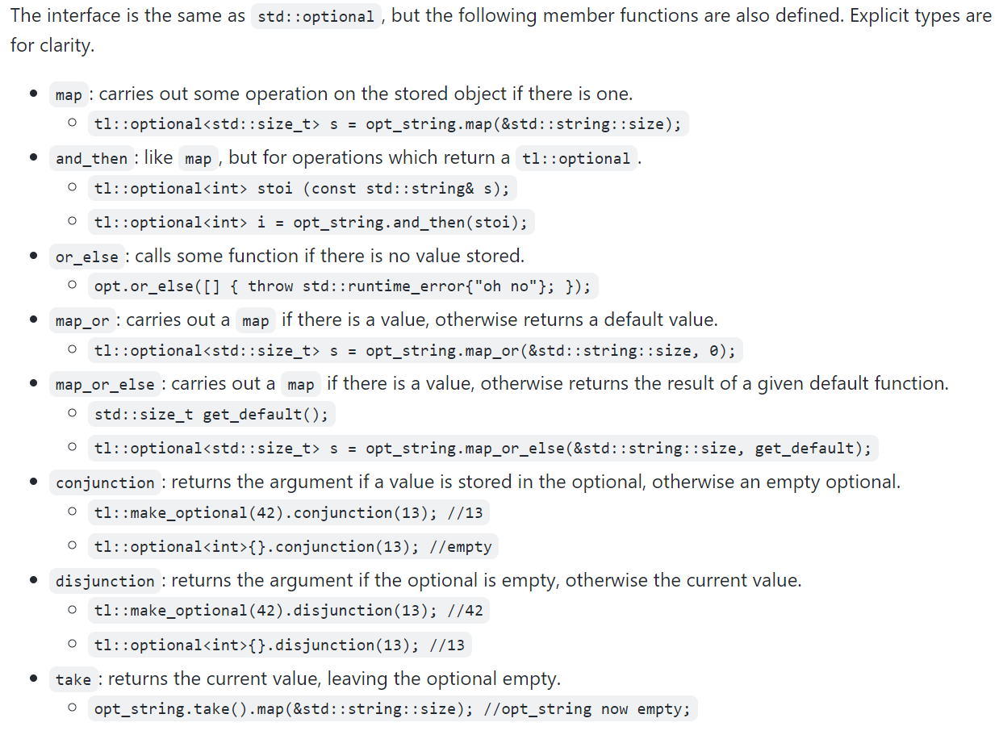 The interface is the same as std::optional, but the following member functions are also defined. Explicit types are
for clarity.
map: carries out some operation on the stored object if there is one.
tl::optional<std::size_t> s = opt_string.map(&std::string::size);
and_then: like map, but for operations which return a tl::optional.
tl::optional<int> stoi (const std::string& s);
tl::optional<int> i = opt_string.and_then(stoi);
or_else: calls some function if there is no value stored.
opt.or_else([] { throw std::runtime_error{"oh no"}; });
map_or: carries out a map if there is a value, otherwise returns a default value.
tl::optional<std::size_t> s = opt_string.map_or(&std::string::size, 0);
map_or_else: carries out a map if there is a value, otherwise returns the result of a given default function.
std::size_t get_default();
tl::optional<std::size_t> s = opt_string.map_or_else(&std::string::size, get_default);
conjunction: returns the argument if a value is stored in the optional, otherwise an empty optional.
tl::make_optional(42).conjunction(13); //13
tl::optional<int>{}.conjunction(13); //empty
disjunction: returns the argument if the optional is empty, otherwise the current value.
tl::make_optional(42).disjunction(13); //42
tl::optional<int>{}.disjunction(13); //13
take: returns the current value, leaving the optional empty.
opt_string.take().map(&std::string::size); //opt_string now empty;